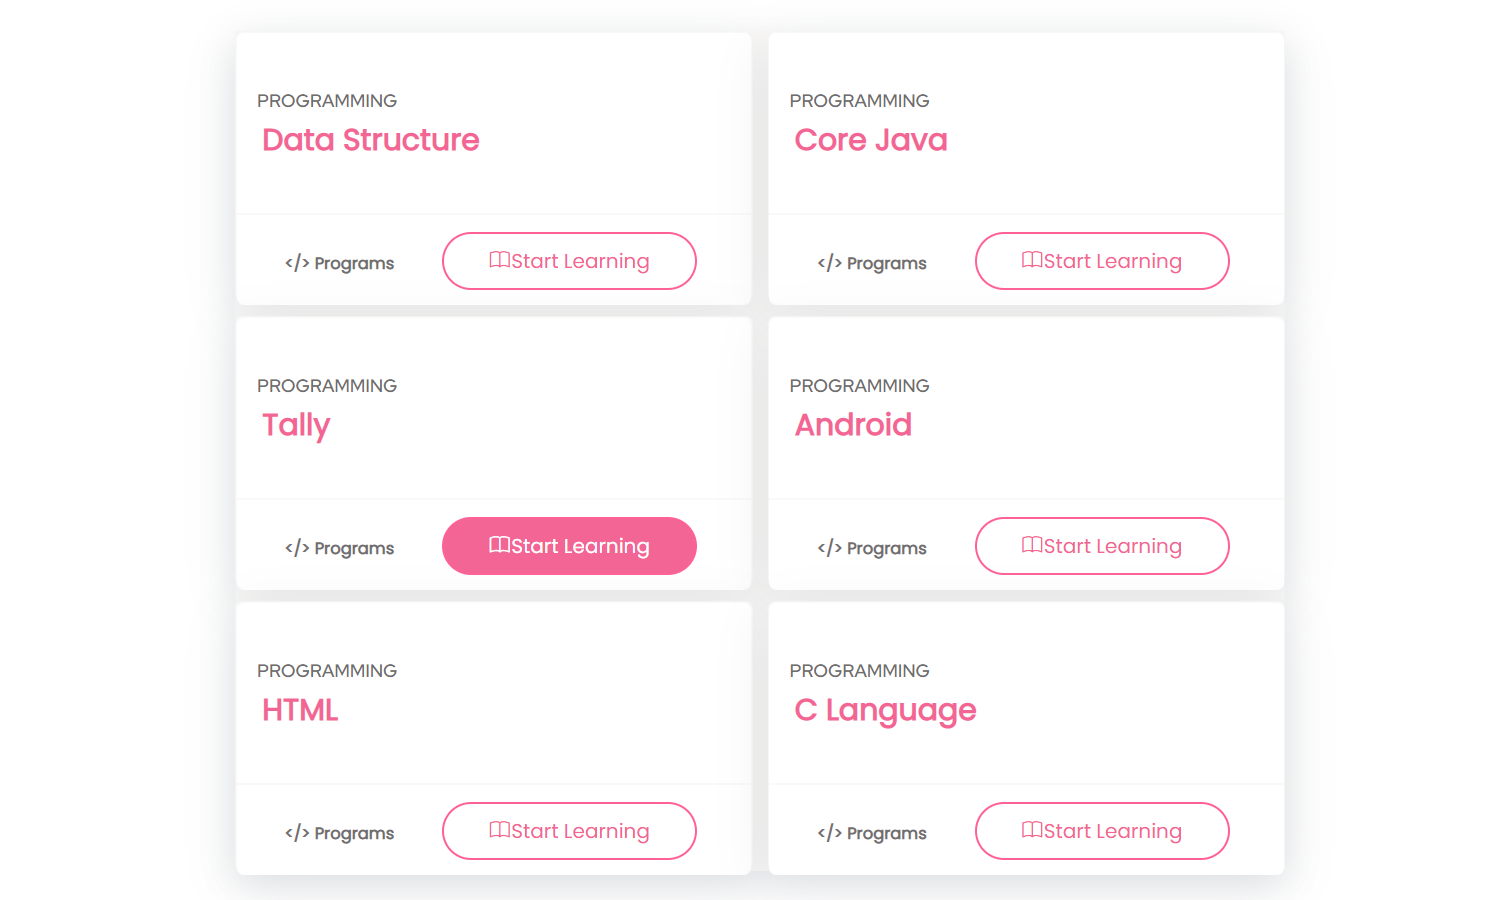 PROGRAMMING
Data Structure
</> Programs
Start Learning
PROGRAMMING
Core Java
</> Programs
Start Learning
PROGRAMMING
Tally
</> Programs
Start Learning
PROGRAMMING
Android
</> Programs
Start Learning
PROGRAMMING
HTML
</> Programs
Start Learning
PROGRAMMING
C Language
</> Programs
Start Learning